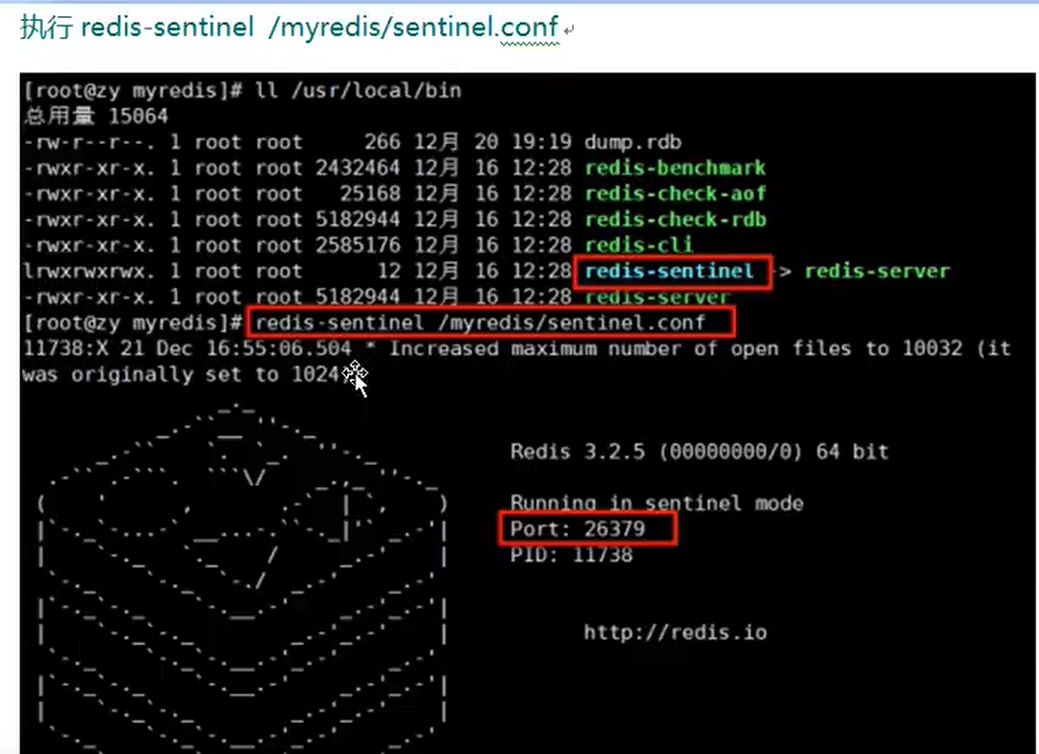 执行 redis-sentinel /myredis/sentinel.conf
[root@zy myredis]# ll /usr/local/bin
总用量 15064
-rw-r--r--. 1 root root 266 12月 20 19:19 dump.rdb
-rwxr-xr-x. 1 root root 2432464 12月 16 12:28 redis-benchmark
-rwxr-xr-x. 1 root root 25168 12月 16 12:28 redis-check-aof
-rwxr-xr-x. 1 root root 5182944 12月 16 12:28 redis-check-rdb
-rwxr-xr-x. 1 root root 2585176 12月 16 12:28 redis-cli
lrwxrwxrwx. 1 root root 12 12月 16 12:28 redis-sentinel -> redis-server
-rwxr-xr-x. 1 root root 5182944 12月 16 12:28 redis-server
[root@zy myredis]# redis-sentinel /myredis/sentinel.conf
11738:X 21 Dec 16:55:06.504 * Increased maximum number of open files to 10032 (it
was originally set to 1024)
Redis 3.2.5 (00000000/0) 64 bit
Running in sentinel mode
Port: 26379
PID: 11738
http://redis.io